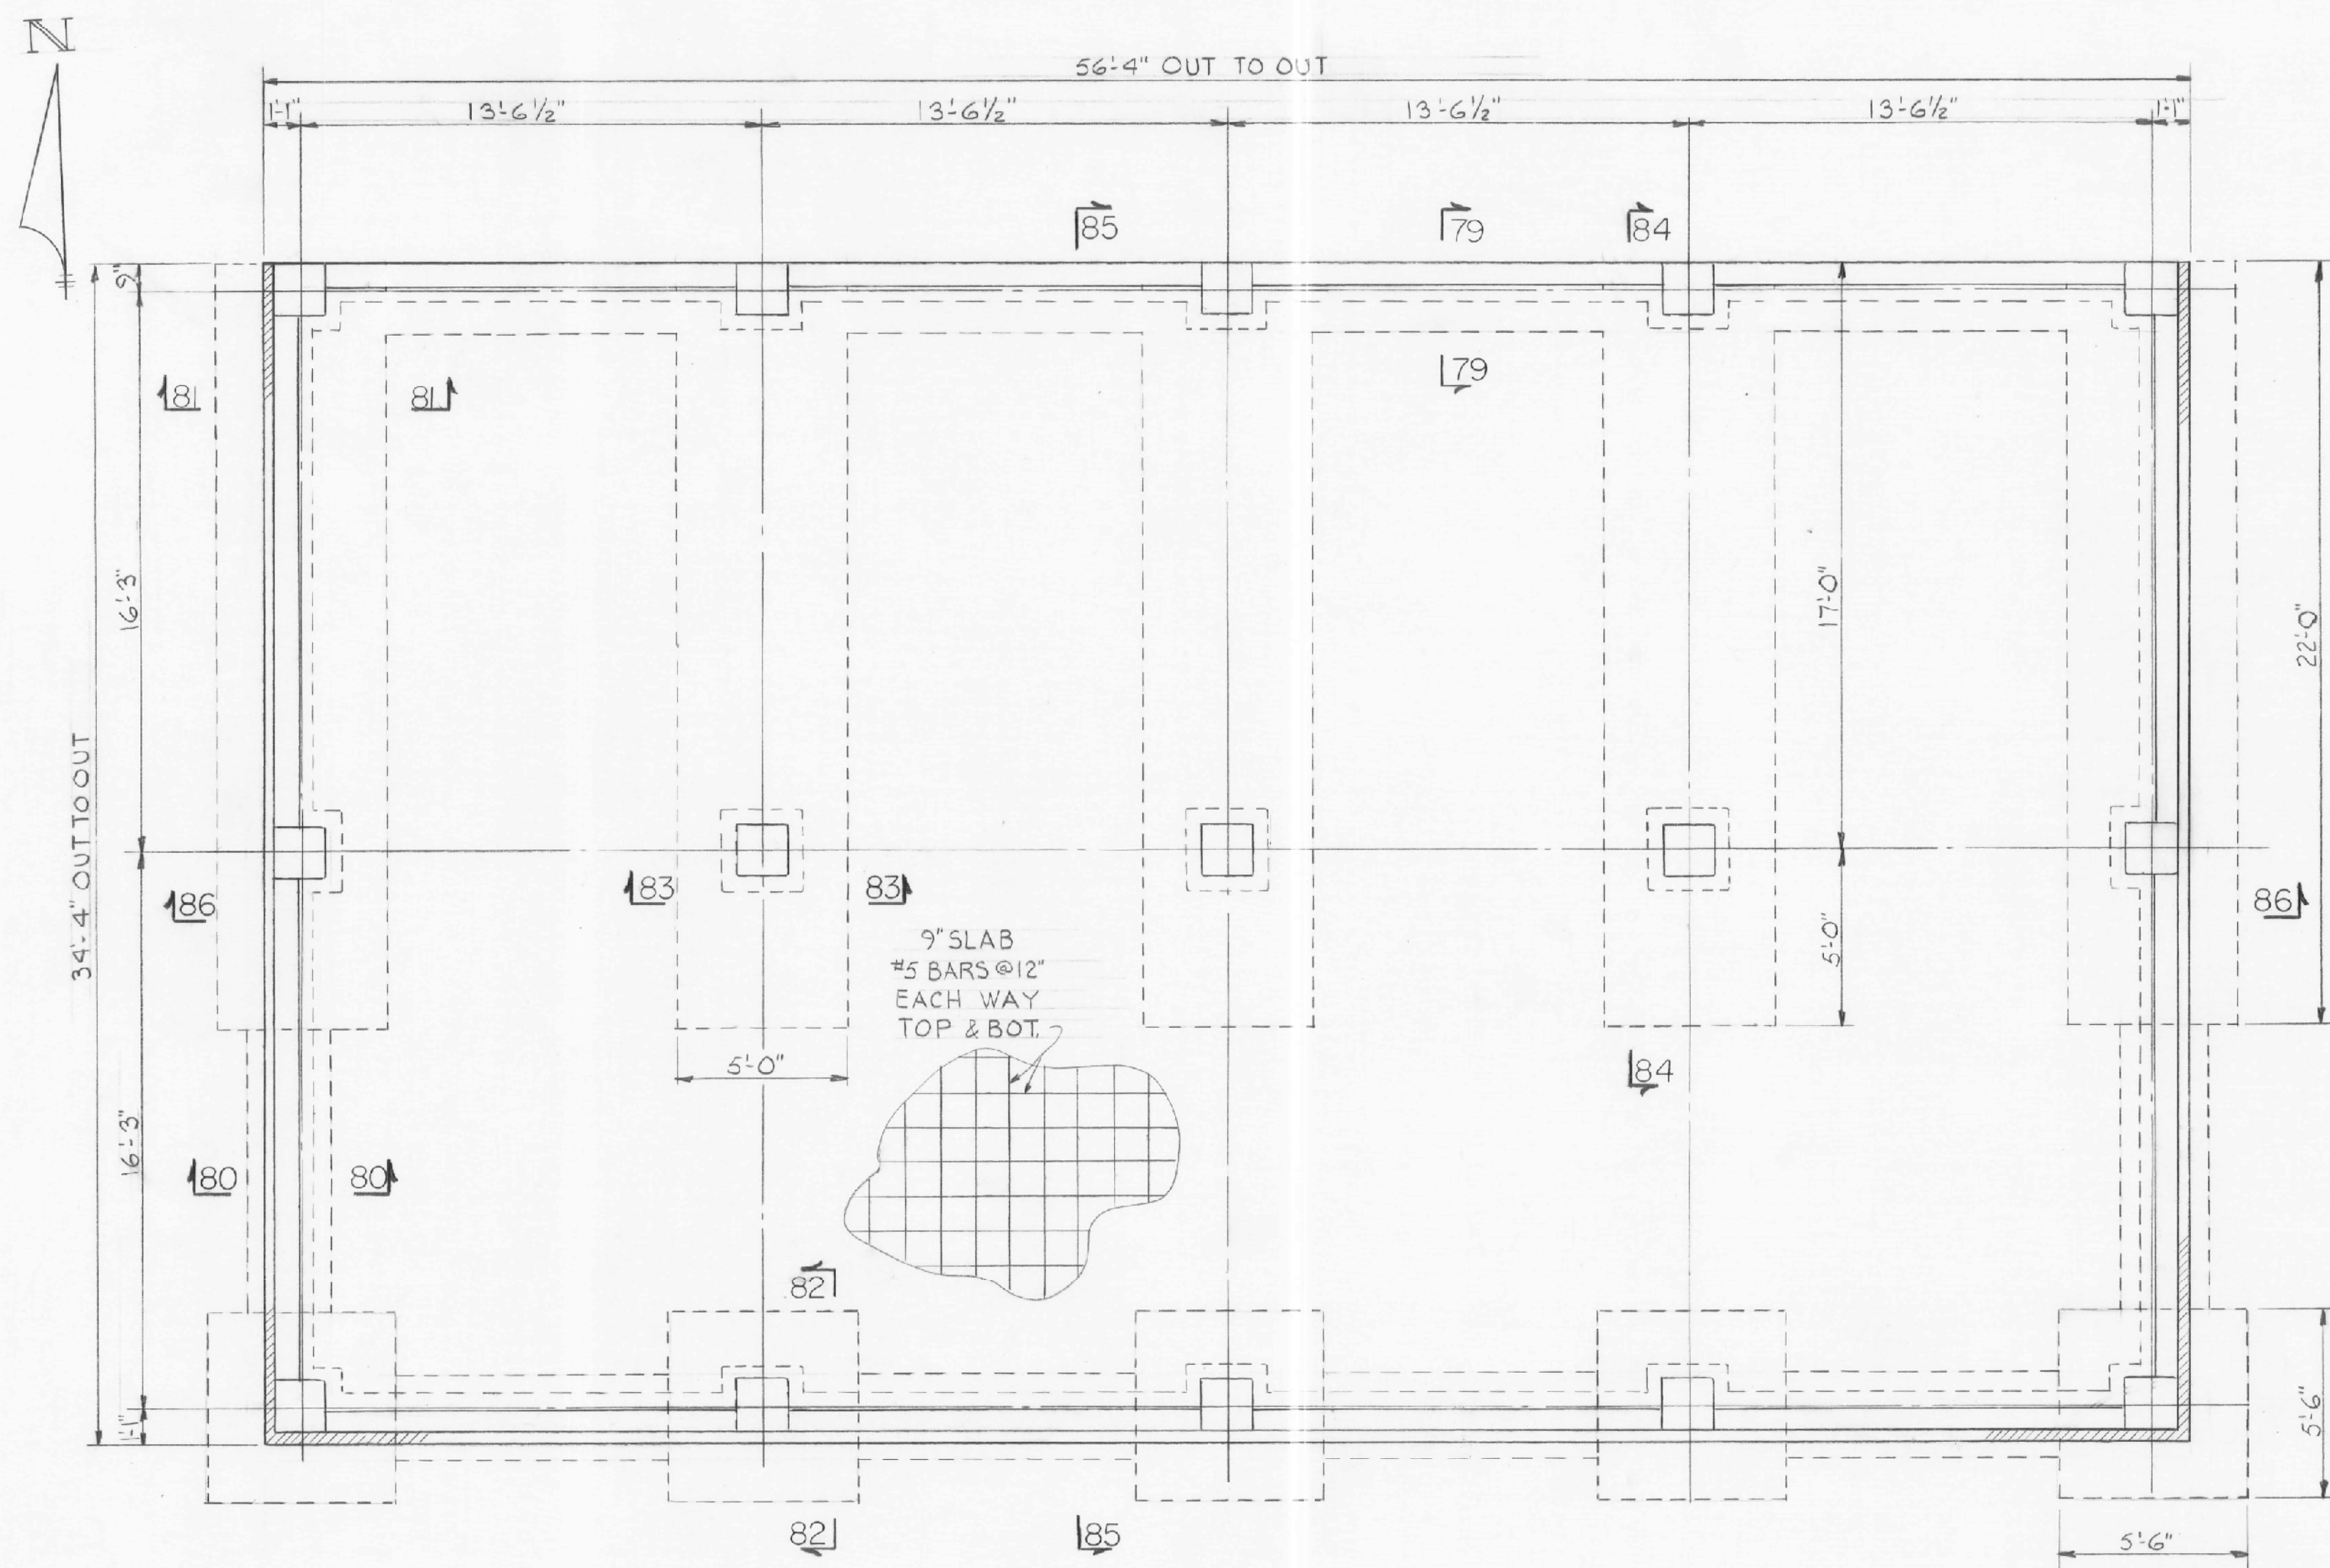 N
56'-4" OUT TO OUT
1'-1" 13'-6½" 13'-6½" 13'-6½" 13'-6½" 1'-1"
85 79 84
9"
79
81 81
16'-3"
17'-0"
22'-0"
34'-4" OUT TO OUT
86 83 83 86
9" SLAB
#5 BARS @ 12"
EACH WAY
TOP & BOT.
5'-0"
5'-0"
84
16'-3"
80 80
82
1'-1"
5'-6"
82 85
5'-6"